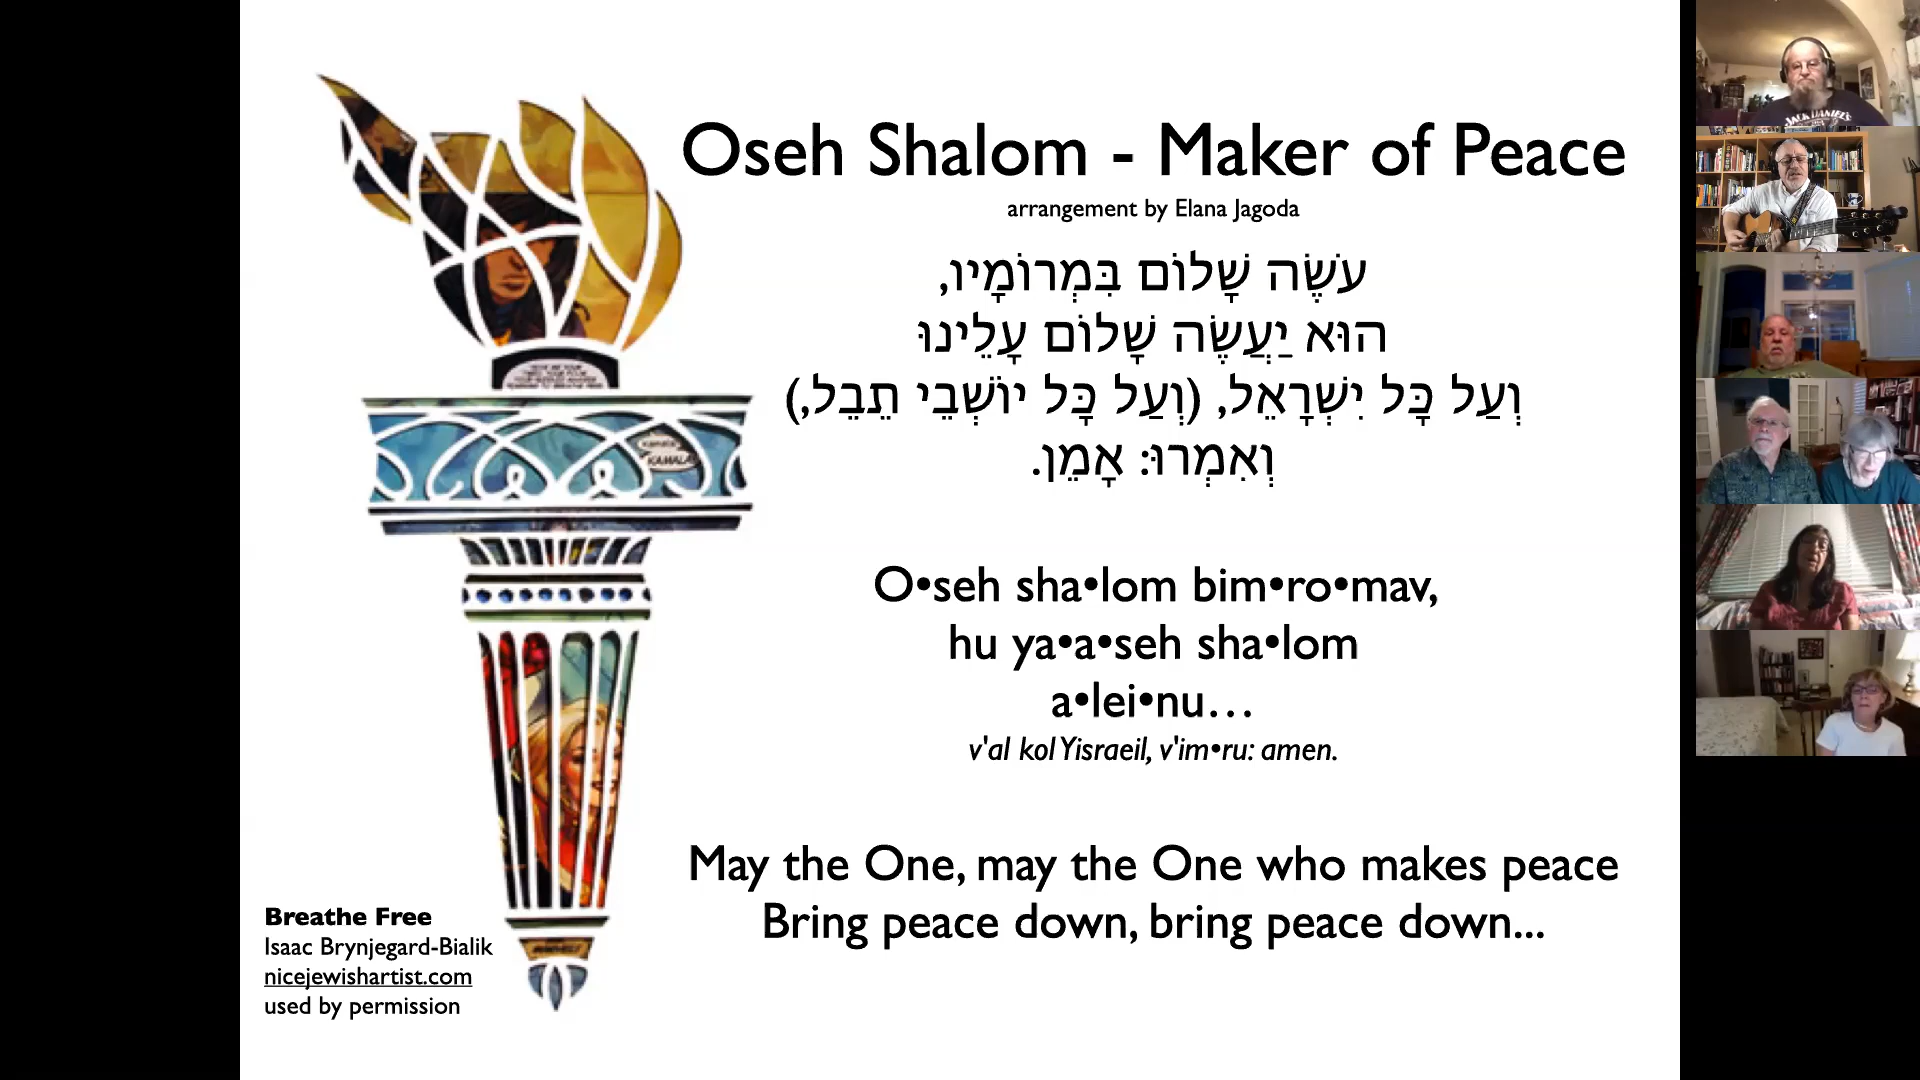 Oseh Shalom - Maker of Peace
arrangement by Elana Jagoda
עֹשֶׂה שָׁלוֹם בִּמְרוֹמָיו,
הוּא יַעֲשֶׂה שָׁלוֹם עָלֵינוּ
וְעַל כָּל יִשְׂרָאֵל, (וְעַל כָּל יוֹשְׁבֵי תֵבֵל,)
וְאִמְרוּ: אָמֵן.
O•seh sha•lom bim•ro•mav,
hu ya•a•seh sha•lom
a•lei•nu…
v'al kol Yisraeil, v'im•ru: amen.
May the One, may the One who makes peace
Bring peace down, bring peace down...
Breathe Free
Isaac Brynjegard-Bialik
nicejewishartist.com
used by permission
KAMALA
JACK DANIEL'S